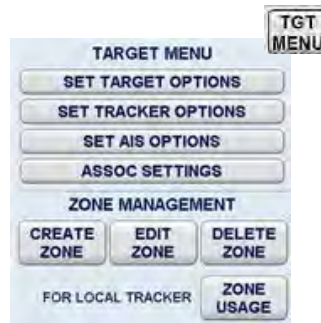 TGT
MENU
TARGET MENU
SET TARGET OPTIONS
SET TRACKER OPTIONS
SET AIS OPTIONS
ASSOC SETTINGS
ZONE MANAGEMENT
CREATE ZONE
EDIT ZONE
DELETE ZONE
FOR LOCAL TRACKER
ZONE USAGE